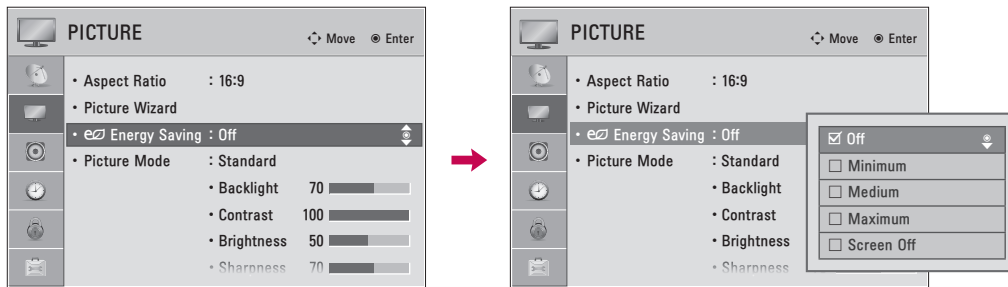 PICTURE
Move
Enter
• Aspect Ratio : 16:9
• Picture Wizard
• Energy Saving : Off
• Picture Mode : Standard
• Backlight 70
• Contrast 100
• Brightness 50
• Sharpness 70
PICTURE
Move
Enter
• Aspect Ratio : 16:9
• Picture Wizard
• Energy Saving : Off
• Picture Mode : Standard
• Backlight
• Contrast
• Brightness
• Sharpness
Off
Minimum
Medium
Maximum
Screen Off